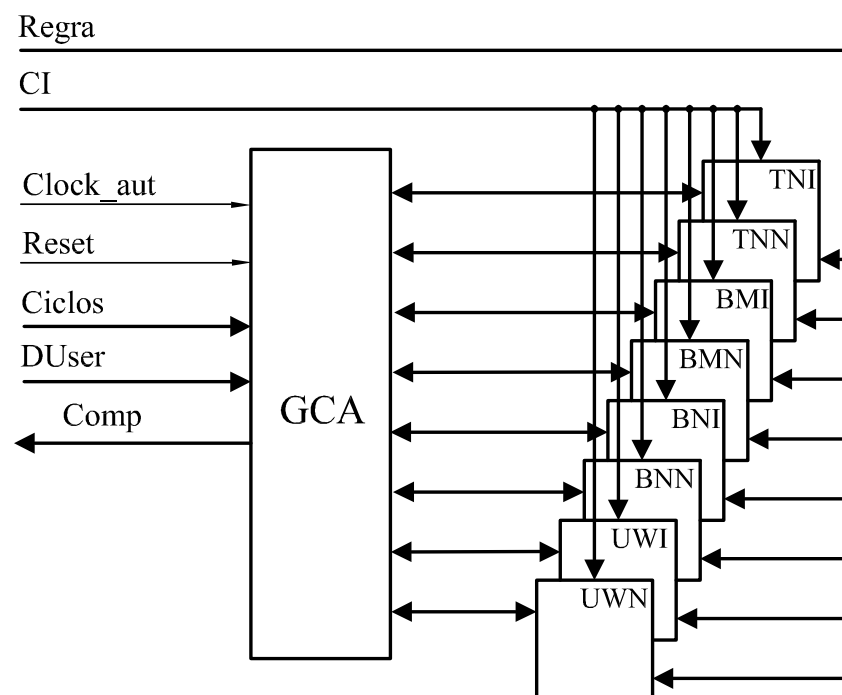 Regra
CI
Clock_aut
Reset
Ciclos
DUser
Comp
GCA
TNI
TNN
BMI
BMN
BNI
BNN
UWI
UWN